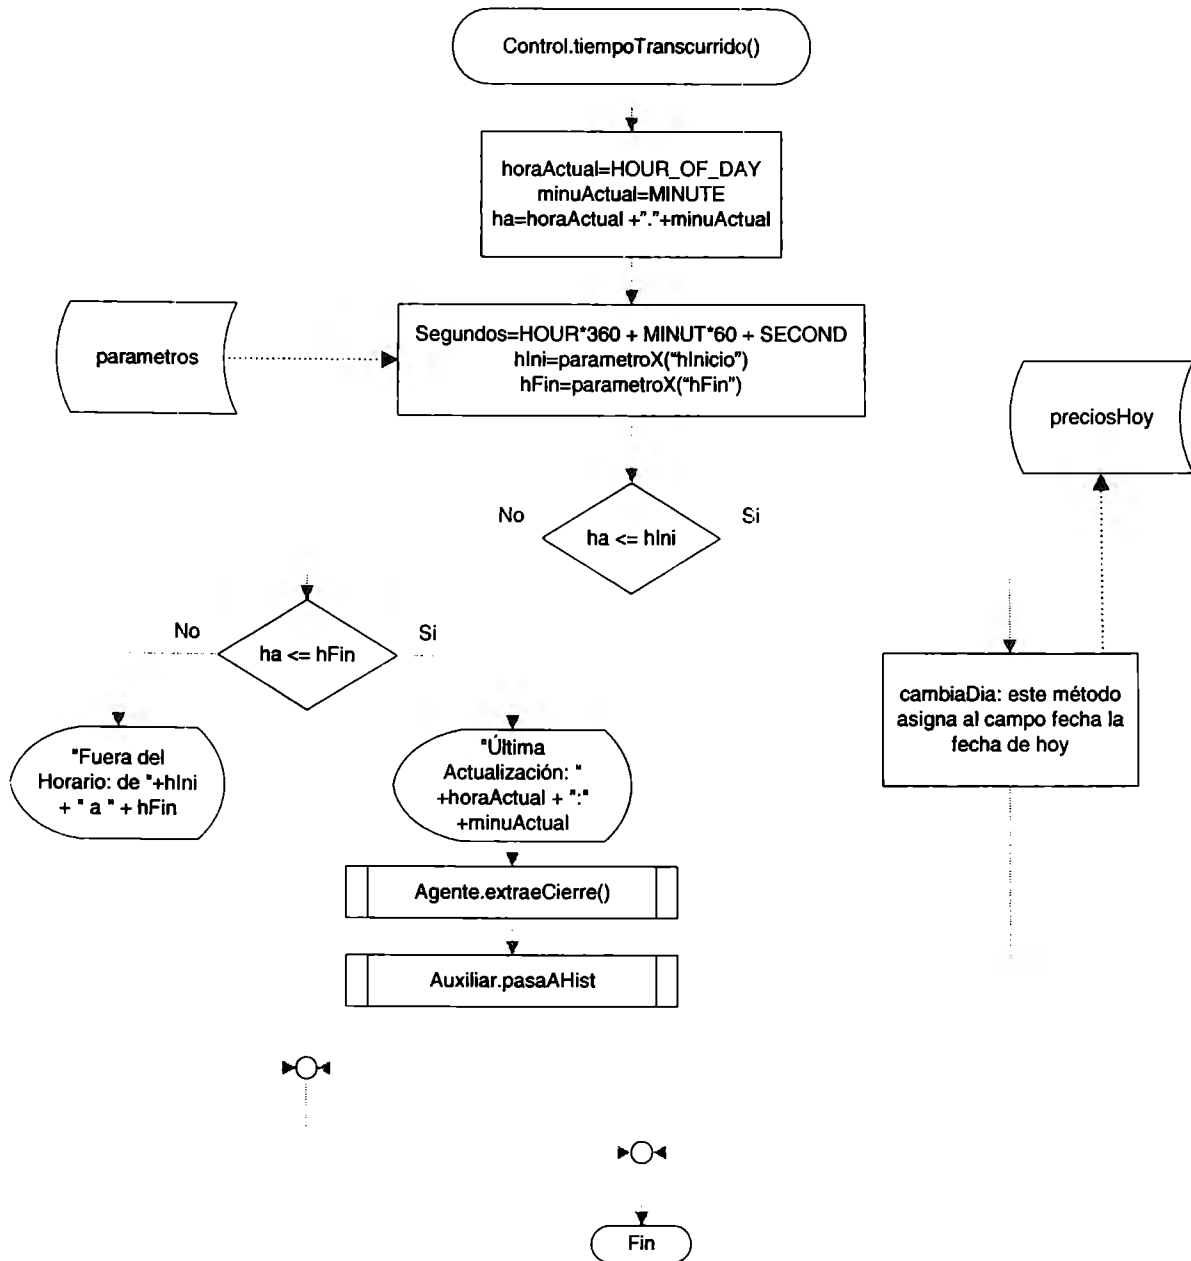 Control.tiempoTranscurrido()
horaActual=HOUR_OF_DAY
minuActual=MINUTE
ha=horaActual +"."+minuActual
parametros
Segundos=HOUR*360 + MINUT*60 + SECOND
hIni=parametroX("hInicio")
hFin=parametroX("hFin")
preciosHoy
No
ha <= hIni
Si
No
ha <= hFin
Si
cambiaDia: este método
asigna al campo fecha la
fecha de hoy
"Fuera del
Horario: de "+hIni
+ " a " + hFin
"Última
Actualización: "
+horaActual + ":"
+minuActual
Agente.extraeCierre()
Auxiliar.pasaAHist
Fin